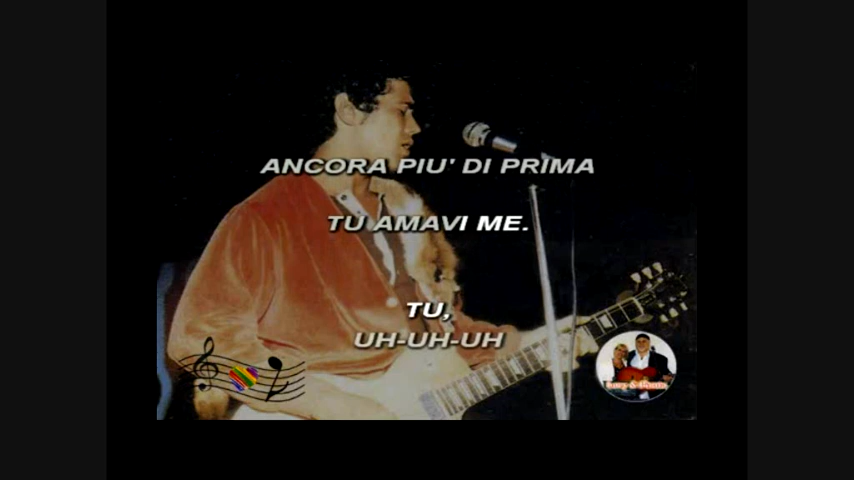 ANCORA PIU' DI PRIMA
TU AMAVI ME.
TU,
UH-UH-UH